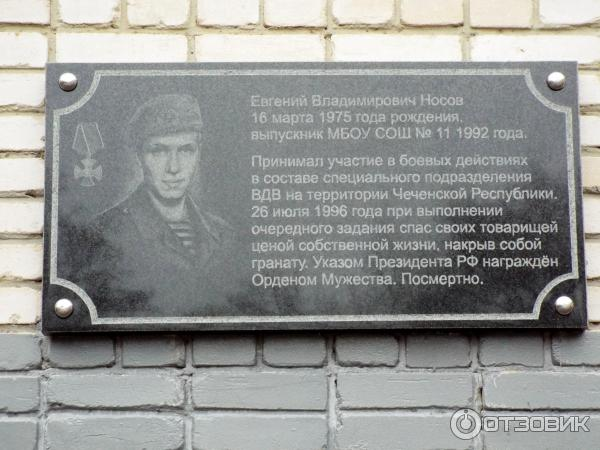 Евгений Владимирович Носов
16 марта 1975 года рождения,
выпускник МБОУ СОШ № 11 1992 года.
Принимал участие в боевых действиях
в составе специального подразделения
ВДВ на территории Чеченской Республики.
26 июля 1996 года при выполнении
очередного задания спас своих товарищей
ценой собственной жизни, накрыв собой
гранату. Указом Президента РФ награждён
Орденом Мужества. Посмертно.
ОТЗОВИК